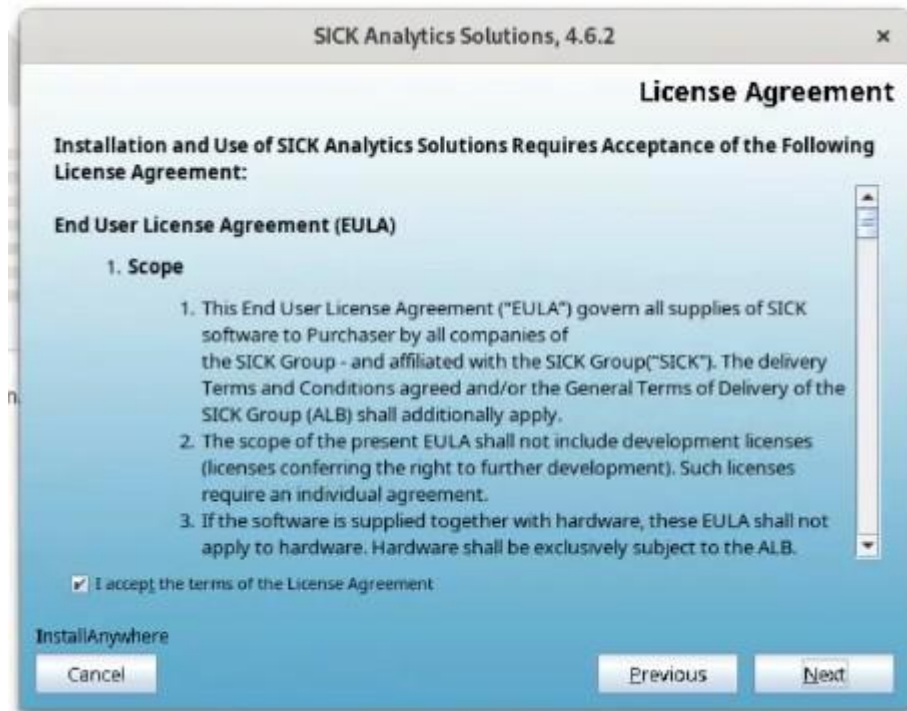 SICK Analytics Solutions, 4.6.2
License Agreement
Installation and Use of SICK Analytics Solutions Requires Acceptance of the Following
License Agreement:
End User License Agreement (EULA)
1. Scope
1. This End User License Agreement ("EULA") govern all supplies of SICK
software to Purchaser by all companies of
the SICK Group - and affiliated with the SICK Group("SICK"). The delivery
Terms and Conditions agreed and/or the General Terms of Delivery of the
SICK Group (ALB) shall additionally apply.
2. The scope of the present EULA shall not include development licenses
(licenses conferring the right to further development). Such licenses
require an individual agreement.
3. If the software is supplied together with hardware, these EULA shall not
apply to hardware. Hardware shall be exclusively subject to the ALB.
I accept the terms of the License Agreement
InstallAnywhere
Cancel
Previous
Next